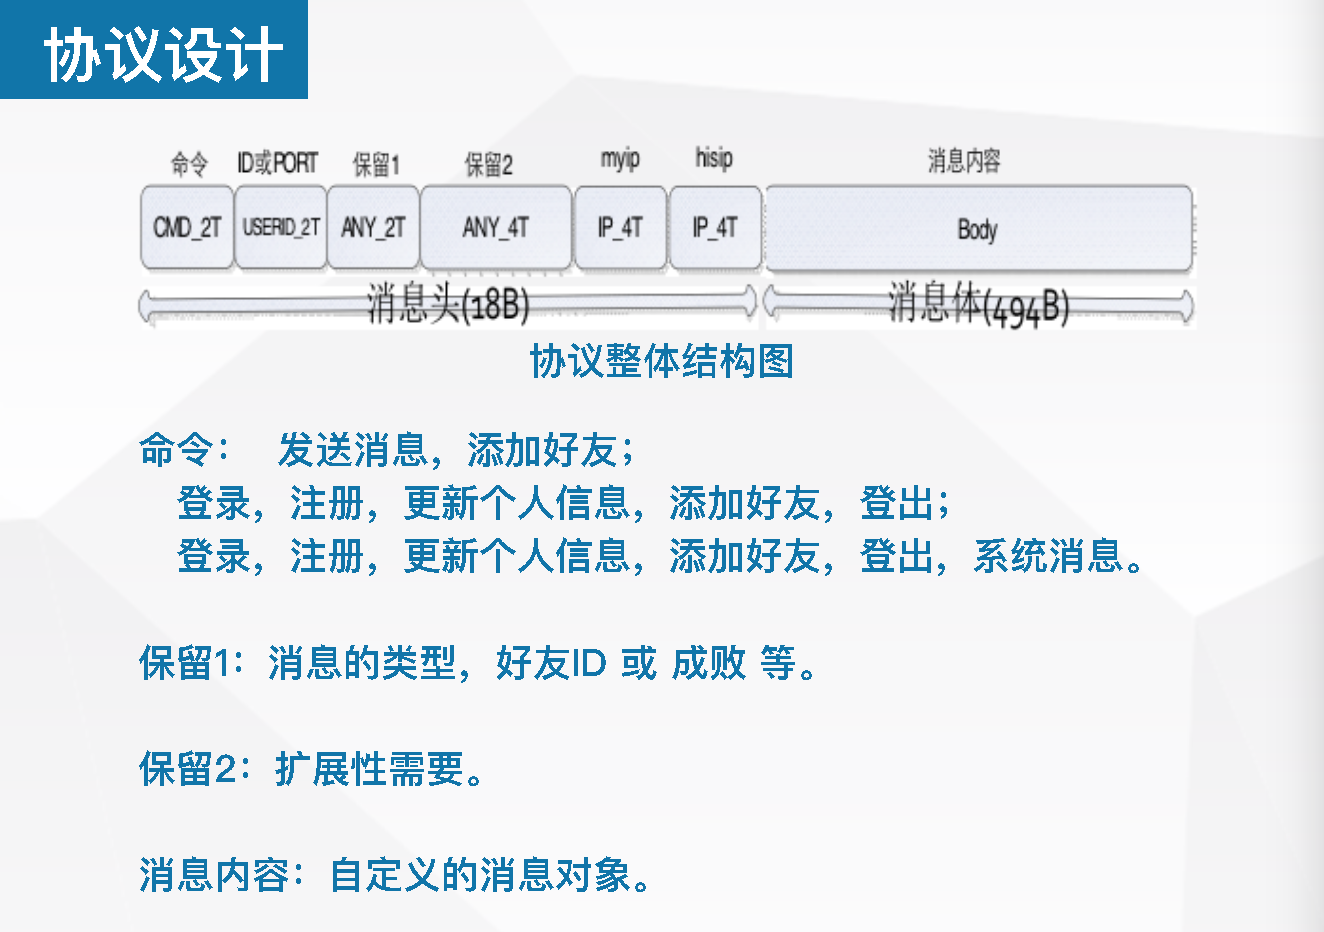 协议设计
命令 ID或PORT 保留1 保留2 myip hisip 消息内容
CMD_2T USERID_2T ANY_2T ANY_4T IP_4T IP_4T Body
消息头(18B) 消息体(494B)
协议整体结构图
命令： 发送消息，添加好友；
登录，注册，更新个人信息，添加好友，登出；
登录，注册，更新个人信息，添加好友，登出，系统消息。
保留1：消息的类型，好友ID 或 成败 等。
保留2：扩展性需要。
消息内容：自定义的消息对象。